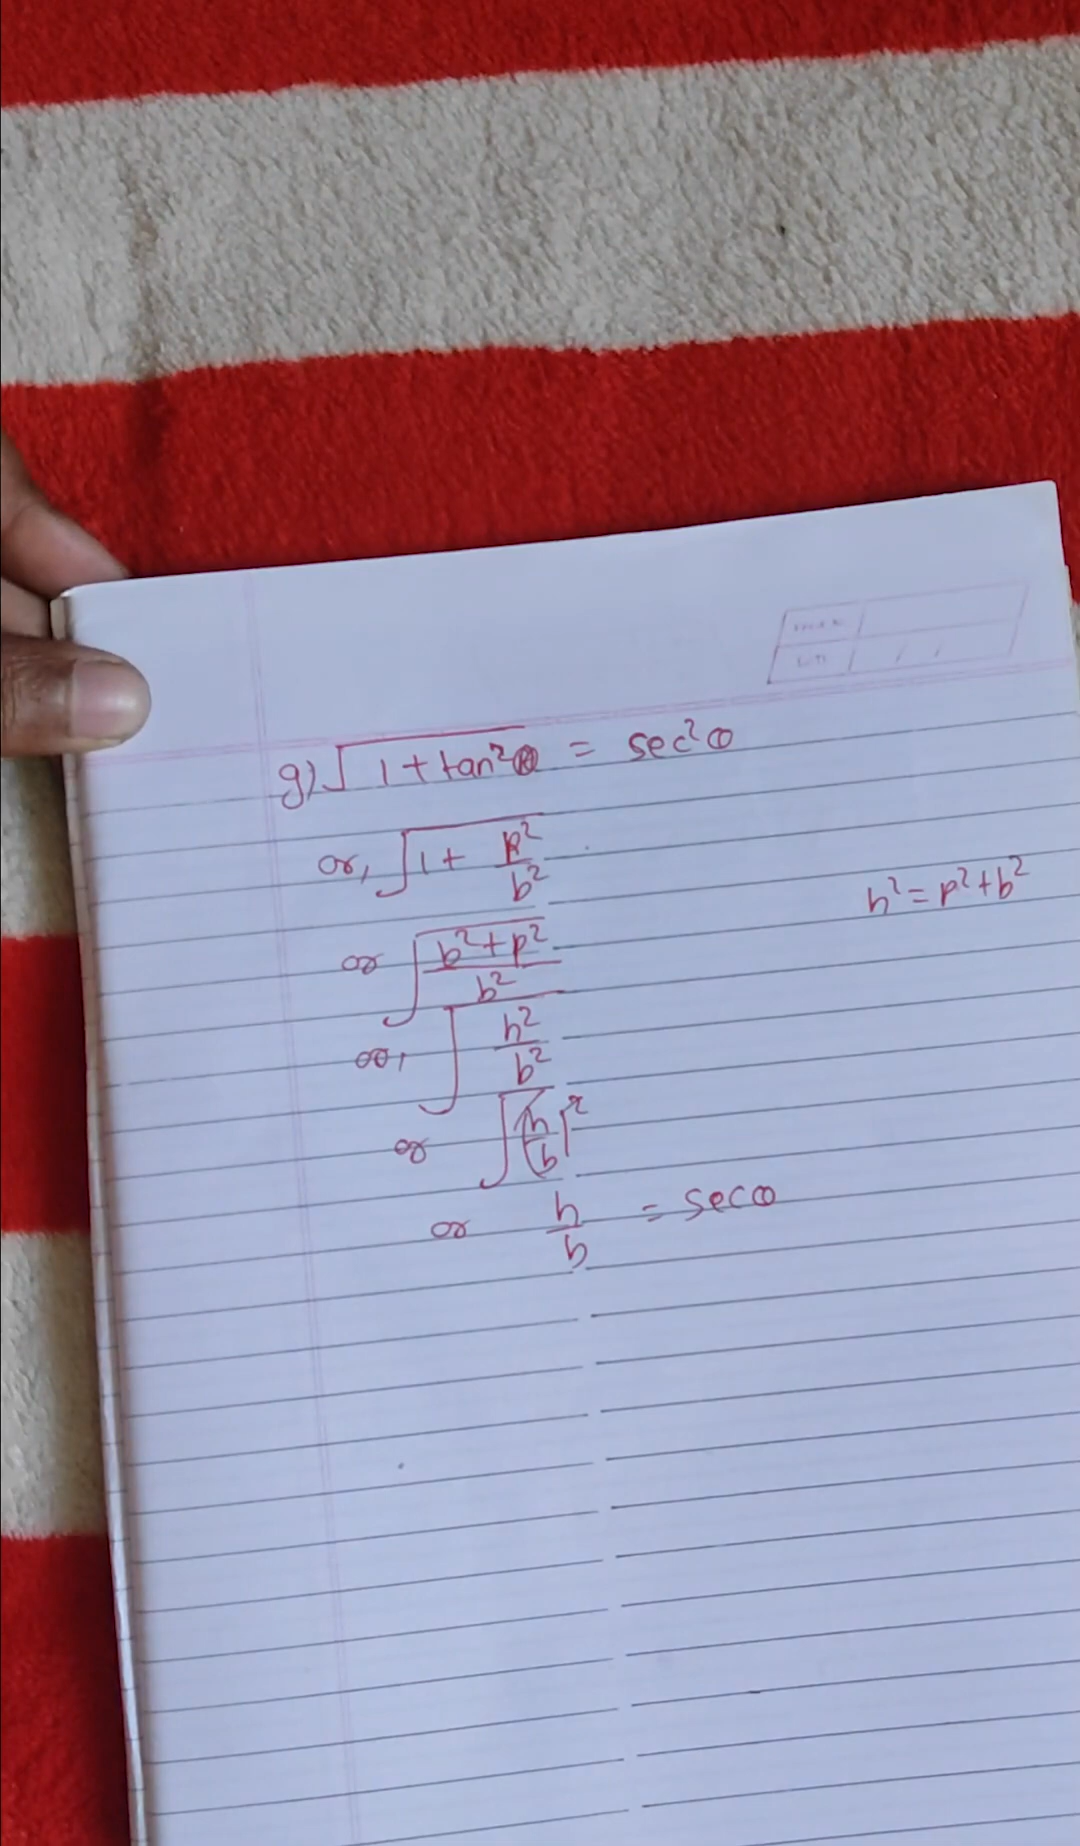 g) √1 + tan²θ = sec²θ
or, √1 + p²/b²
h² = p² + b²
or √b² + p²/b²
or, √h²/b²
or √(h/b)²
or h/b = secθ